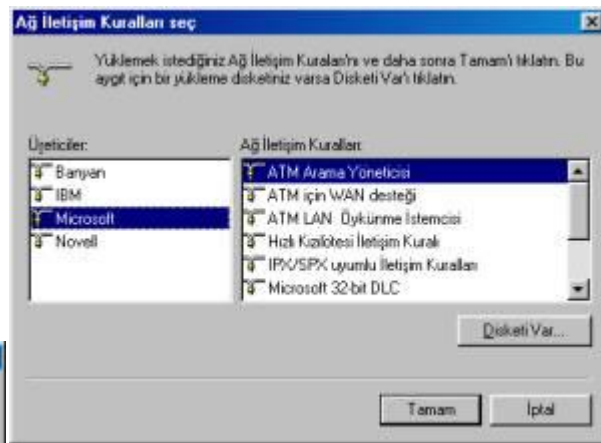 Ağ İletişim Kuralları seç
Yüklemek istediğiniz Ağ İletişim Kuraları'nı ve daha sonra Tamam'ı tıklatın. Bu
aygıt için bir yükleme disketiniz varsa Disketi Var'ı tıklatın.
Üreticiler:
Banyan
IBM
Microsoft
Novell
Ağ İletişim Kuralları:
ATM Arama Yöneticisi
ATM için WAN desteği
ATM LAN Öykünme İstemcisi
Hızlı Kızılötesi İletişim Kuralı
IPX/SPX uyumlu İletişim Kuralları
Microsoft 32-bit DLC
Disketi Var...
Tamam
İptal